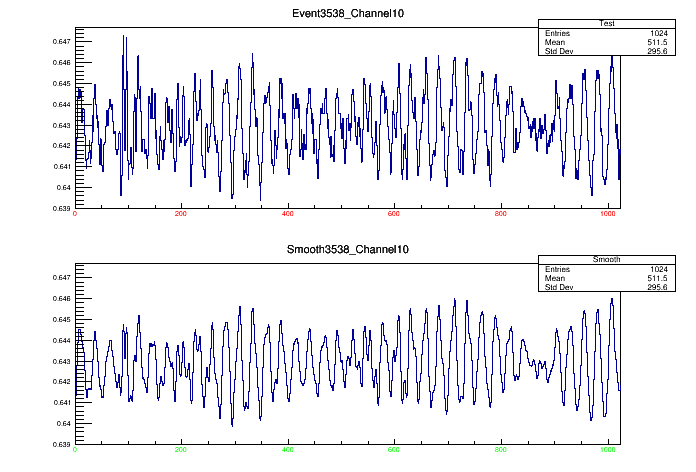 Event3538_Channel10
Test
Entries 1024
Mean 511.5
Std Dev 295.6
0.647
0.646
0.645
0.644
0.643
0.642
0.641
0.64
0.639
0 200 400 600 800 1000
Smooth3538_Channel10
Smooth
Entries 1024
Mean 511.5
Std Dev 295.6
0.647
0.646
0.645
0.644
0.643
0.642
0.641
0.64
0.639
0 200 400 600 800 1000